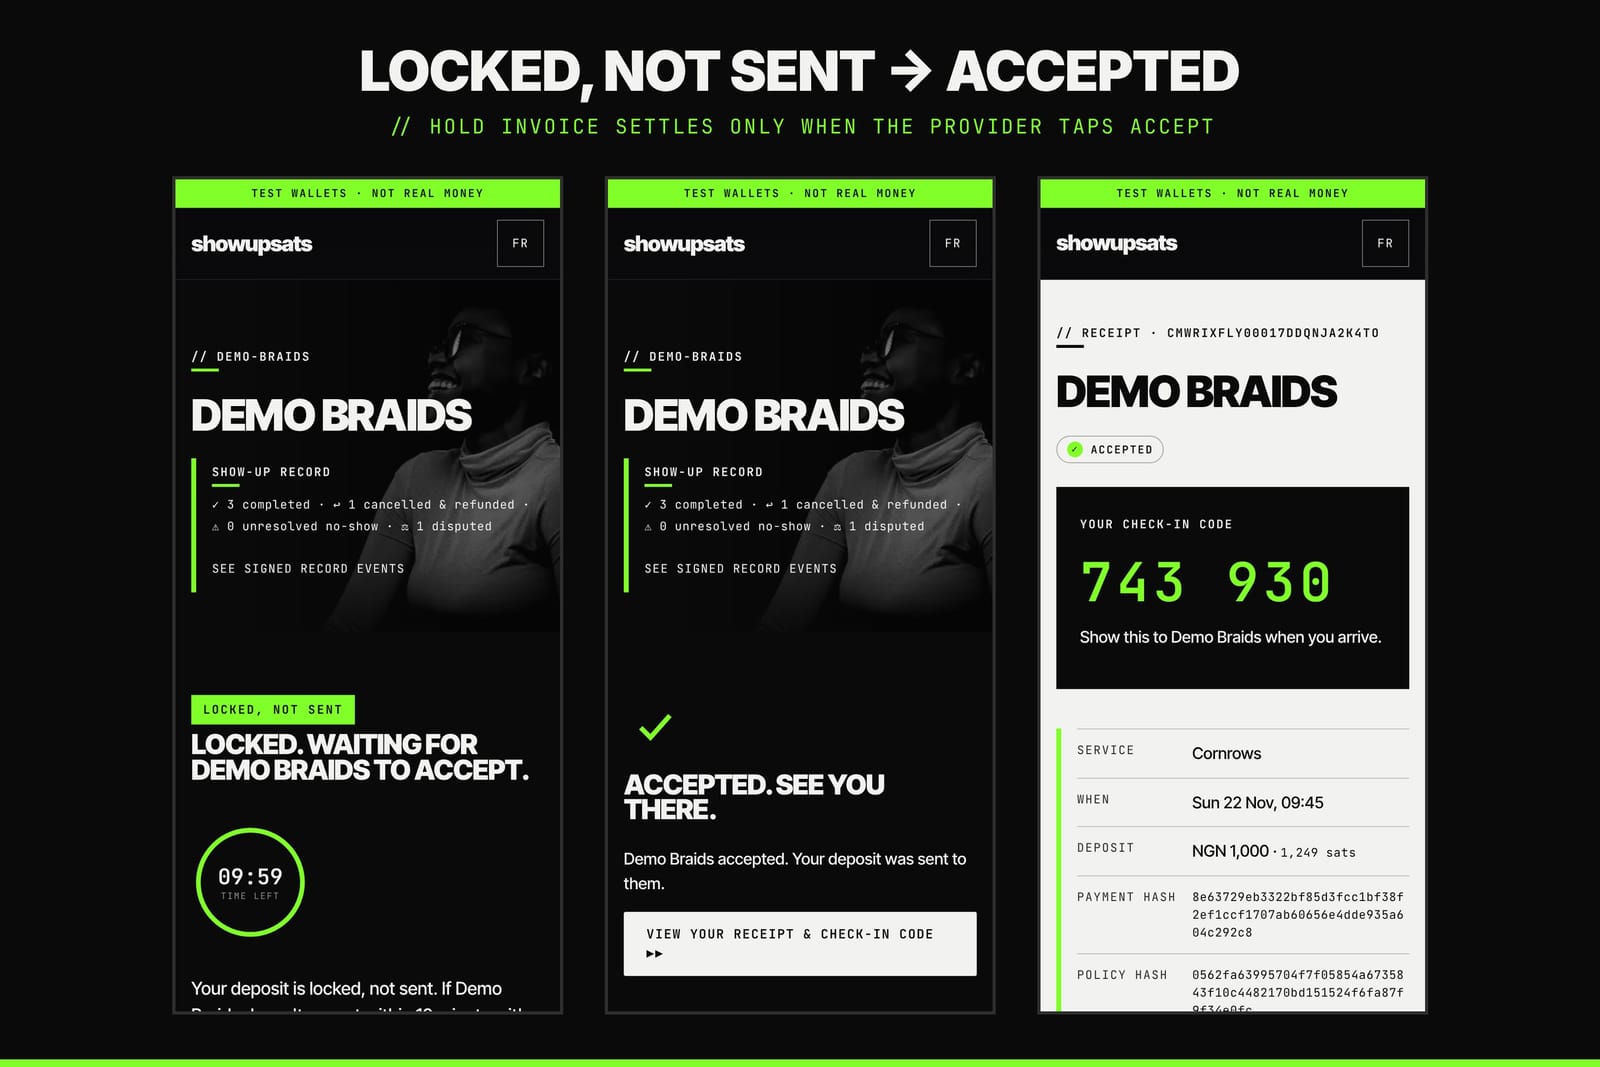 LOCKED, NOT SENT → ACCEPTED
// HOLD INVOICE SETTLES ONLY WHEN THE PROVIDER TAPS ACCEPT
TEST WALLETS · NOT REAL MONEY
showupsats
FR
// DEMO-BRAIDS
DEMO BRAIDS
SHOW-UP RECORD
✓ 3 completed · ↩ 1 cancelled & refunded ·
⚠ 0 unresolved no-show · ⚖ 1 disputed
SEE SIGNED RECORD EVENTS
LOCKED, NOT SENT
LOCKED. WAITING FOR
DEMO BRAIDS TO ACCEPT.
09:59
TIME LEFT
Your deposit is locked, not sent. If Demo
TEST WALLETS · NOT REAL MONEY
showupsats
FR
// DEMO-BRAIDS
DEMO BRAIDS
SHOW-UP RECORD
✓ 3 completed · ↩ 1 cancelled & refunded ·
⚠ 0 unresolved no-show · ⚖ 1 disputed
SEE SIGNED RECORD EVENTS
ACCEPTED. SEE YOU
THERE.
Demo Braids accepted. Your deposit was sent to
them.
VIEW YOUR RECEIPT & CHECK-IN CODE
▶▶
TEST WALLETS · NOT REAL MONEY
showupsats
FR
// RECEIPT · CMWRIXFLY00017DDQNJA2K4TO
DEMO BRAIDS
✓ ACCEPTED
YOUR CHECK-IN CODE
743 930
Show this to Demo Braids when you arrive.
SERVICE Cornrows
WHEN Sun 22 Nov, 09:45
DEPOSIT NGN 1,000 · 1,249 sats
PAYMENT HASH 8e63729eb3322bf85d3fcc1bf38f
2ef1ccf1707ab60656e4dde935a6
04c292c8
POLICY HASH 0562fa63995704f7f05854a67358
43f10c4482170bd151524f6fa87f